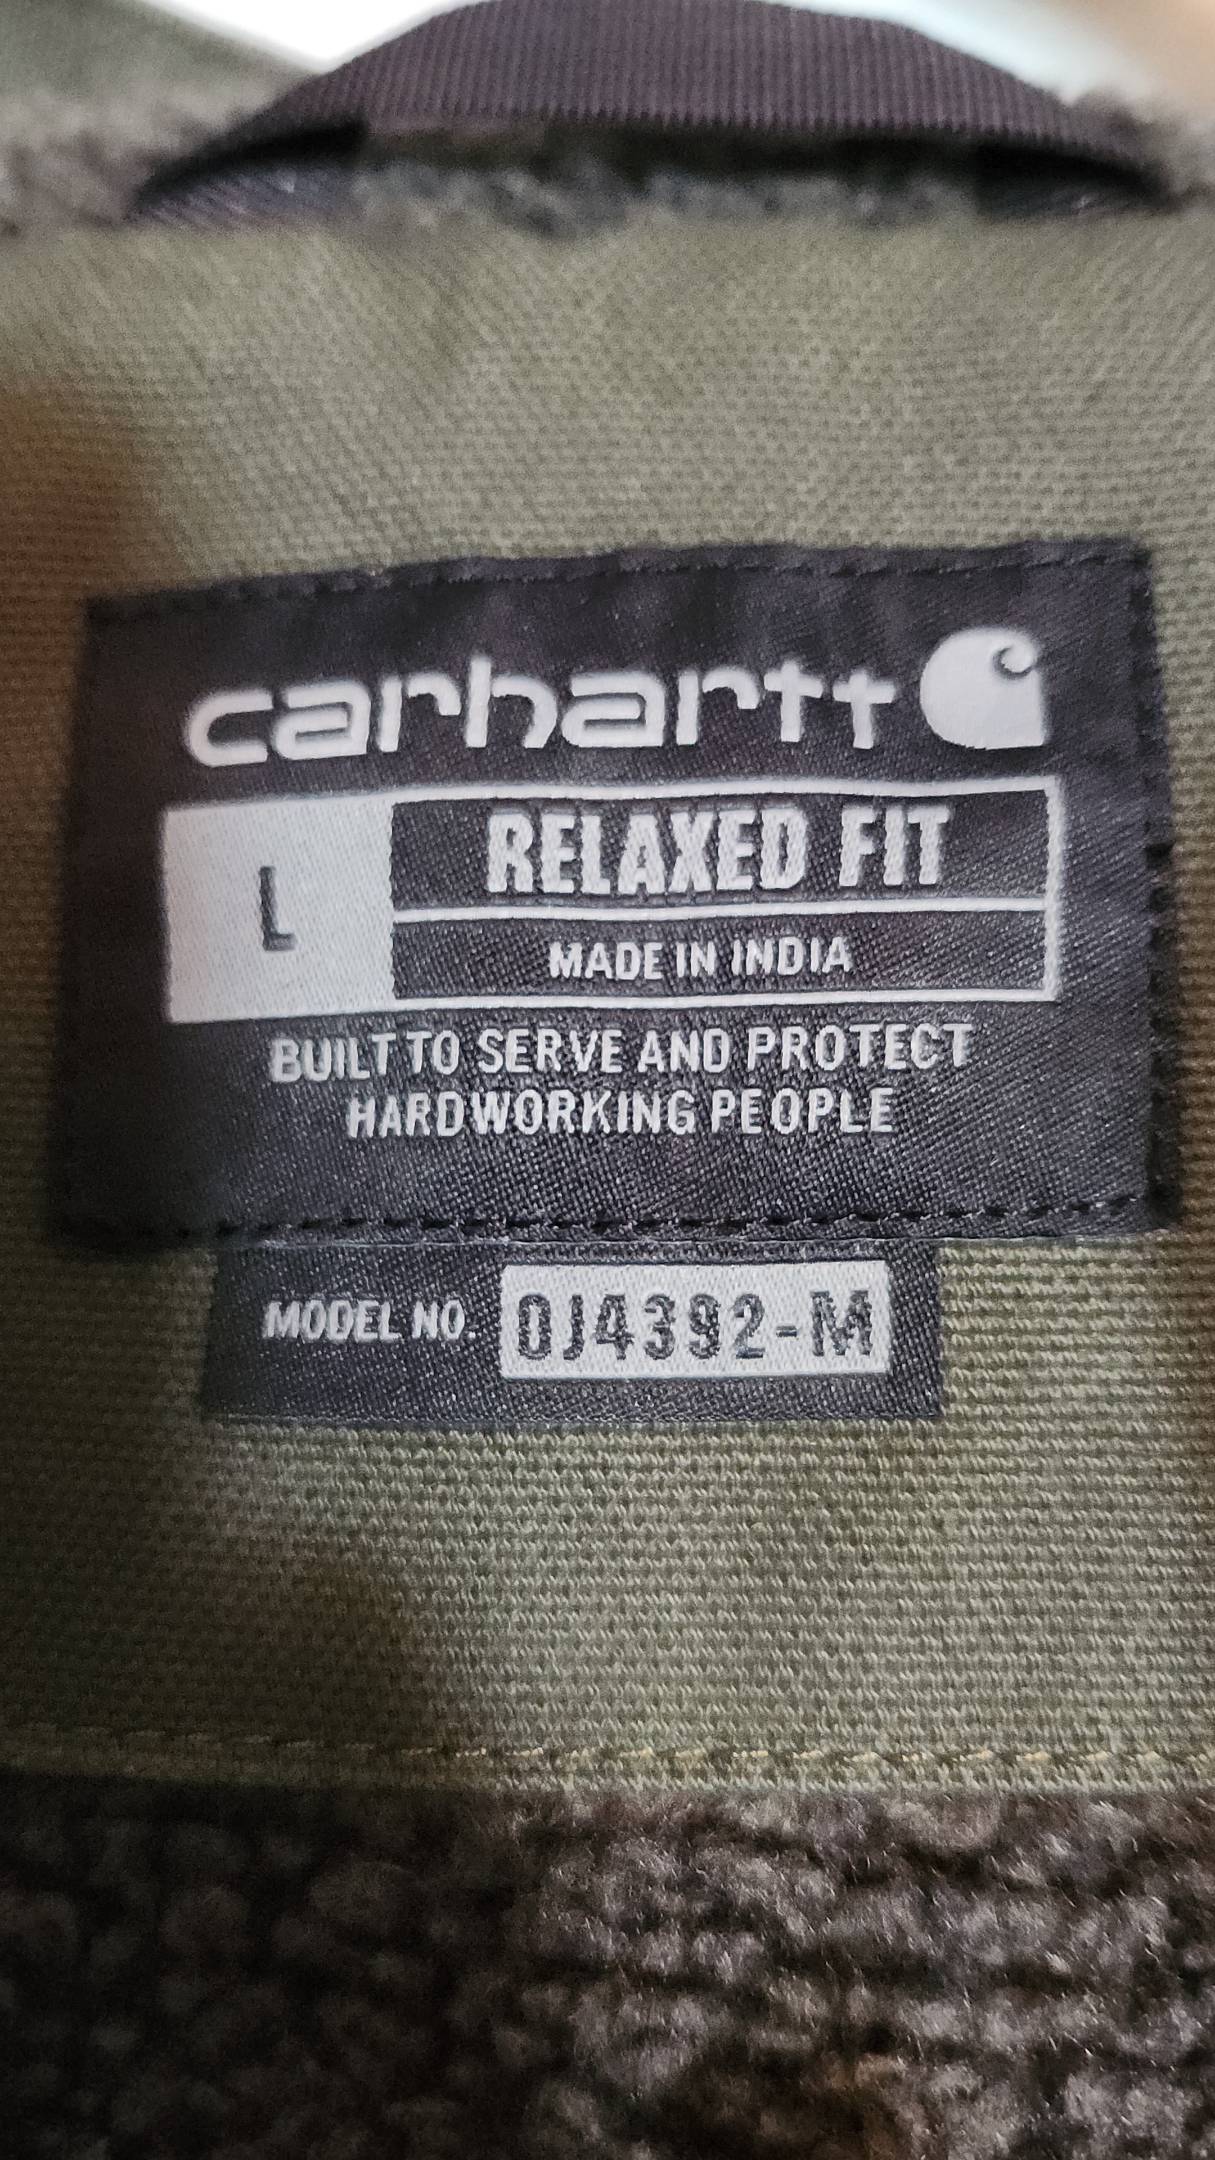 carhartt
L
RELAXED FIT
MADE IN INDIA
BUILT TO SERVE AND PROTECT
HARDWORKING PEOPLE
MODEL NO. OJ4392-M